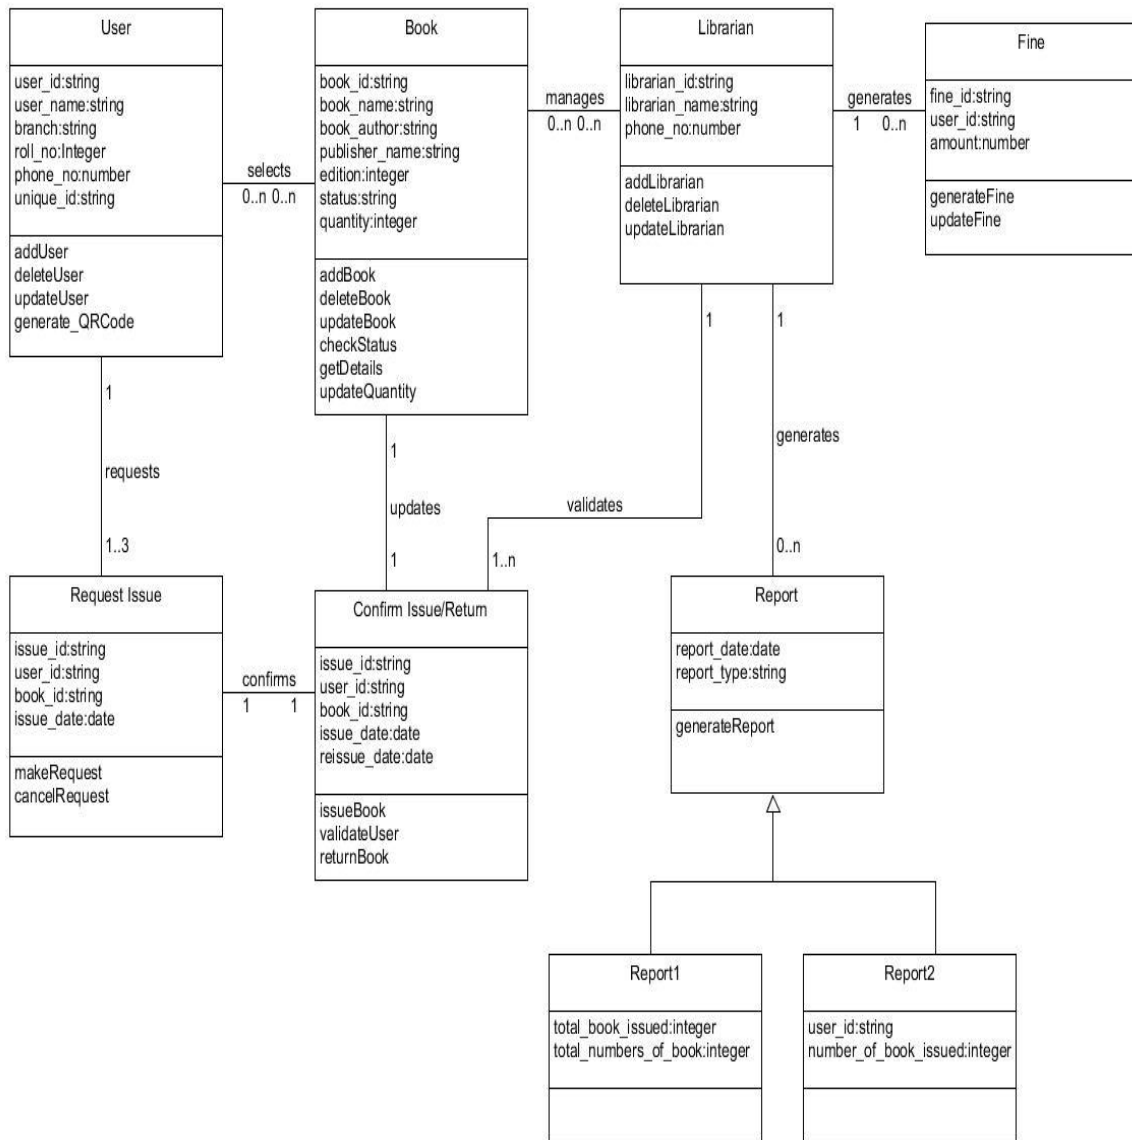 User
user_id:string
user_name:string
branch:string
roll_no:Integer
phone_no:number
unique_id:string
addUser
deleteUser
updateUser
generate_QRCode
selects
0..n 0..n
Book
book_id:string
book_name:string
book_author:string
publisher_name:string
edition:integer
status:string
quantity:integer
addBook
deleteBook
updateBook
checkStatus
getDetails
updateQuantity
manages
0..n 0..n
Librarian
librarian_id:string
librarian_name:string
phone_no:number
addLibrarian
deleteLibrarian
updateLibrarian
generates
1 0..n
Fine
fine_id:string
user_id:string
amount:number
generateFine
updateFine
1
requests
1..3
1
updates
1
1
validates
1..n
1
generates
0..n
Request Issue
issue_id:string
user_id:string
book_id:string
issue_date:date
makeRequest
cancelRequest
confirms
1 1
Confirm Issue/Return
issue_id:string
user_id:string
book_id:string
issue_date:date
reissue_date:date
issueBook
validateUser
returnBook
Report
report_date:date
report_type:string
generateReport
Report1
total_book_issued:integer
total_numbers_of_book:integer
Report2
user_id:string
number_of_book_issued:integer